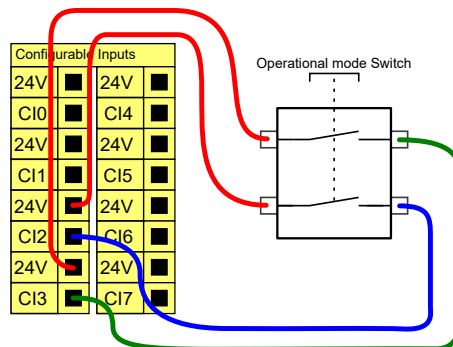 Configurable Inputs
Operational mode Switch
24V 24V
CI0 CI4
24V 24V
CI1 CI5
24V 24V
CI2 CI6
24V 24V
CI3 CI7